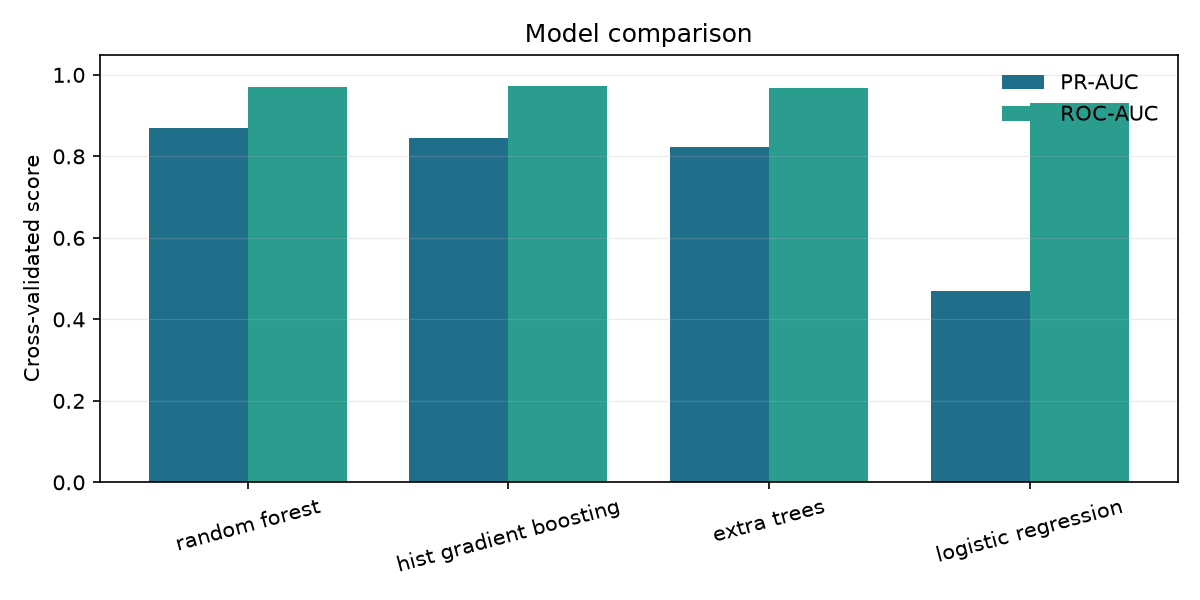 Model comparison
Cross-validated score
1.0
0.8
0.6
0.4
0.2
0.0
PR-AUC
ROC-AUC
random forest
hist gradient boosting
extra trees
logistic regression